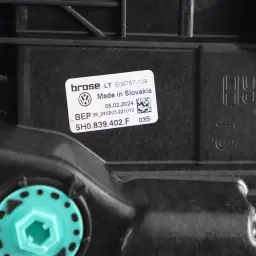 brose LT E08767-109
Made in Slovakia
05.02.2024
BEP
5H0.839.402.F 03S